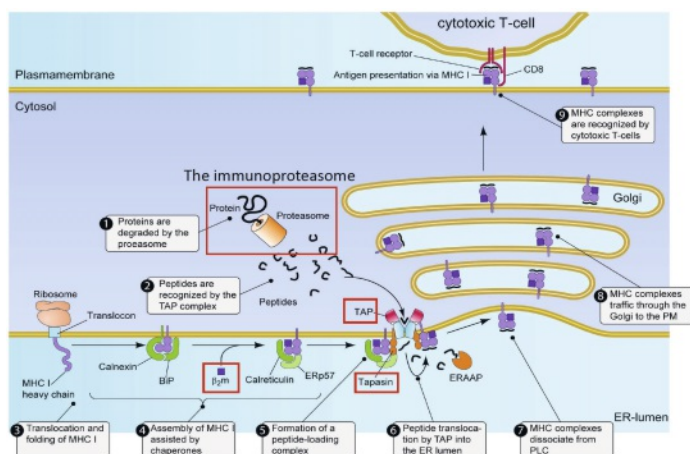 cytotoxic T-cell
T-cell receptor
Antigen presentation via MHC I
CD8
Plasmamembrane
Cytosol
9 MHC complexes
are recognized by
cytotoxic T-cells
The immunoproteasome
Protein
Proteasome
Golgi
1 Proteins are
degraded by the
proeasome
2 Peptides are
recognized by the
TAP complex
Peptides
8 MHC complexes
traffic through the
Golgi to the PM
Ribosome
Translocon
TAP
MHC I
heavy chain
Calnexin
BiP
β₂m
Calreticulin
ERp57
Tapasin
ERAAP
ER-lumen
3 Translocation and
folding of MHC I
4 Assembly of MHC I
assisted by
chaperones
5 Formation of a
peptide-loading
complex
6 Peptide transloca-
tion by TAP into
the ER lumen
7 MHC complexes
dissociate from
PLC